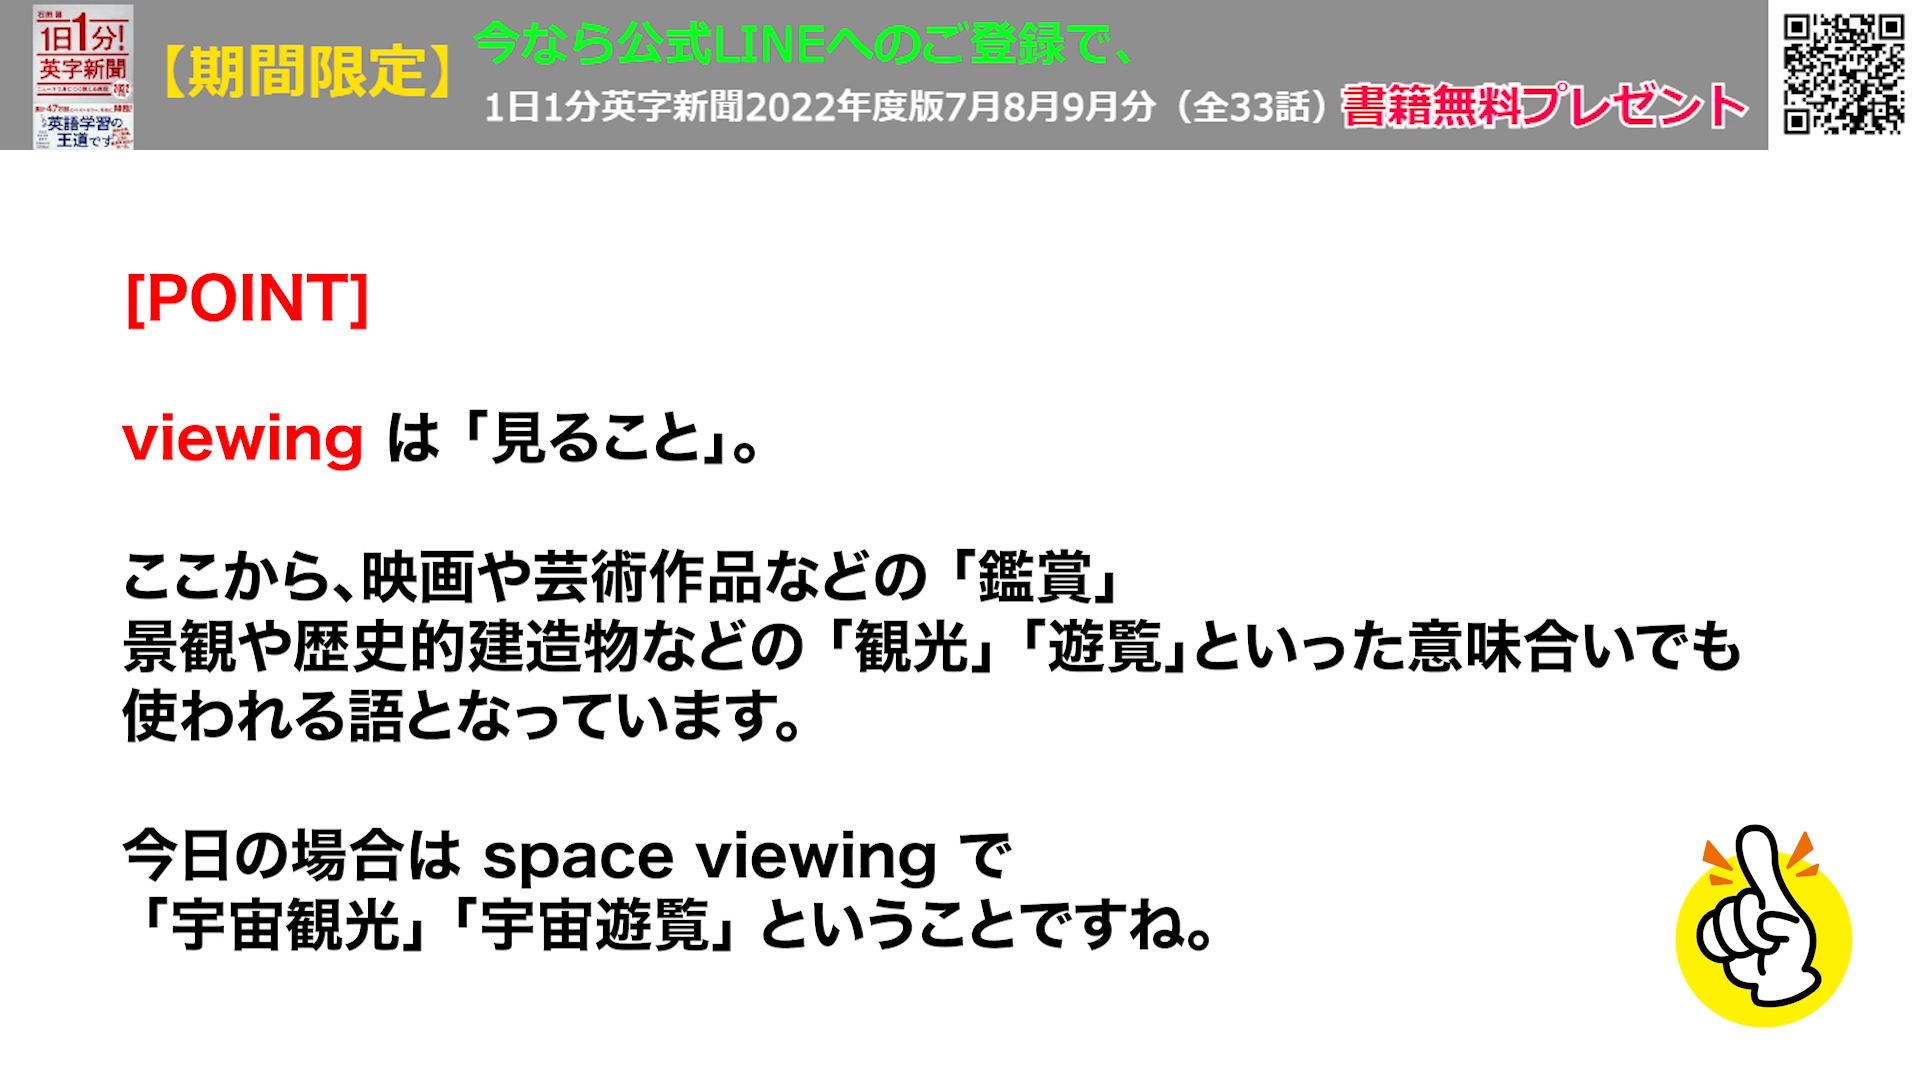 石田 健
1日1分!
英字新聞
2022
英語学習の
王道です。
【期間限定】
今なら公式LINEへのご登録で、
1日1分英字新聞2022年度版7月8月9月分（全33話）書籍無料プレゼント
[POINT]
viewing は「見ること」。
ここから、映画や芸術作品などの「鑑賞」
景観や歴史的建造物などの「観光」「遊覧」といった意味合いでも
使われる語となっています。
今日の場合は space viewing で
「宇宙観光」「宇宙遊覧」ということですね。